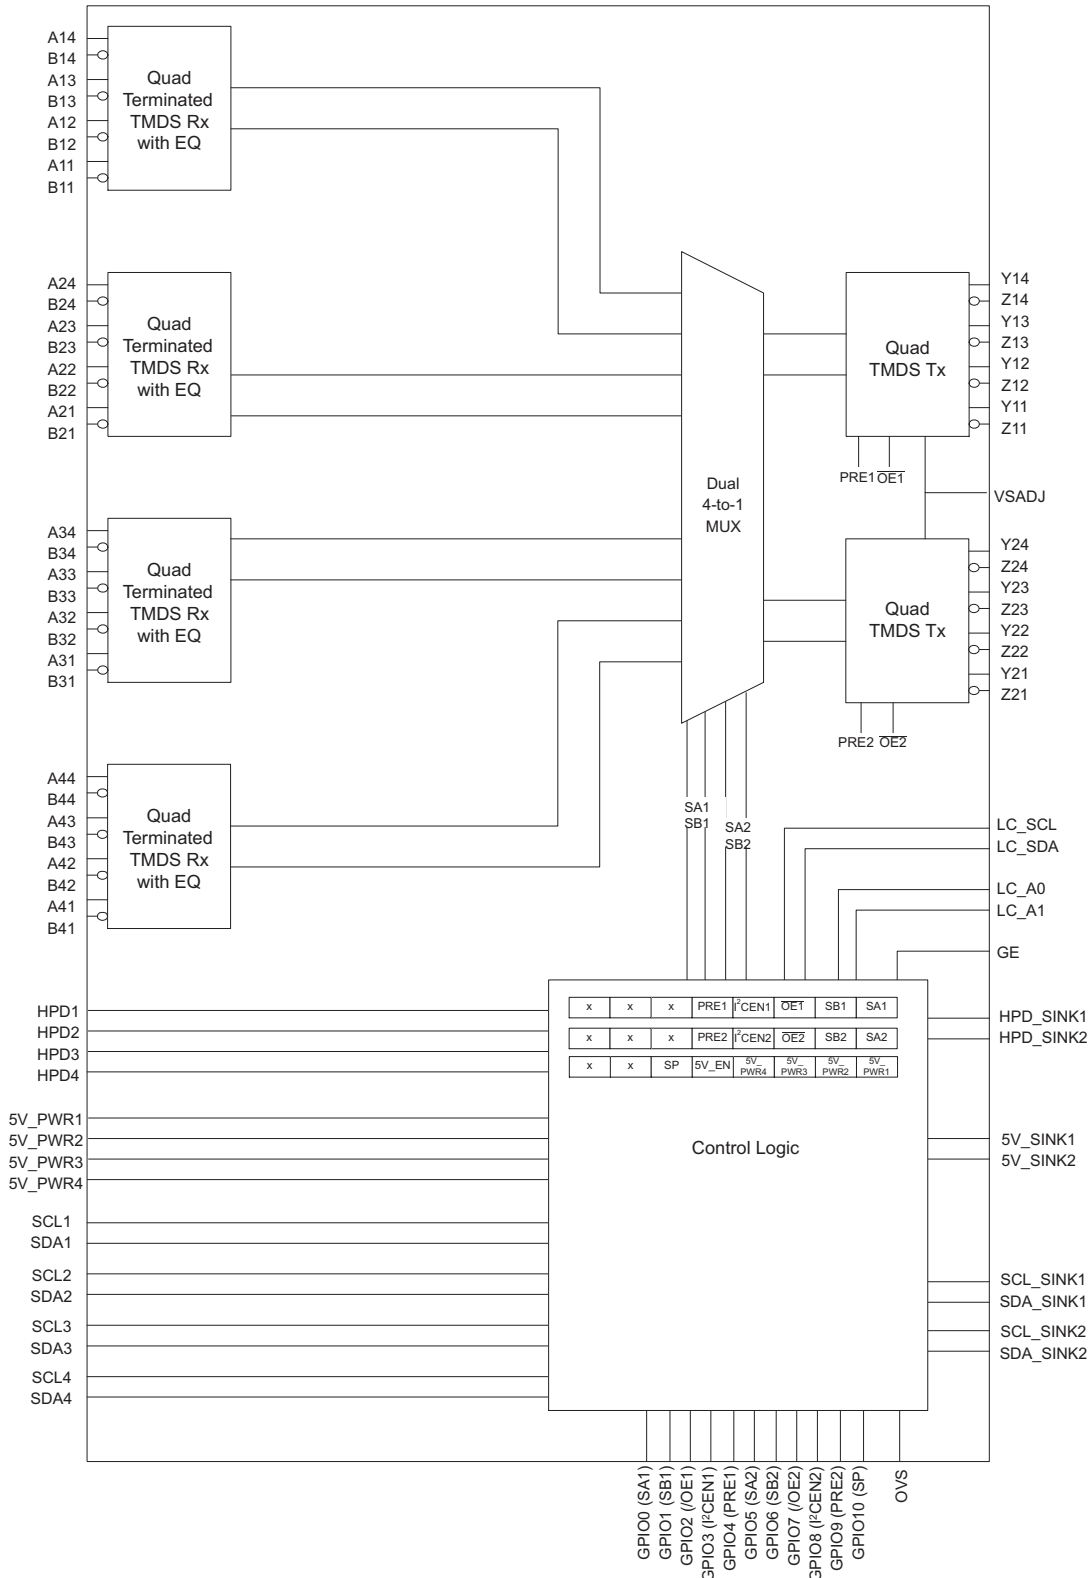 A14
B14
A13
B13
A12
B12
A11
B11
Quad
Terminated
TMDS Rx
with EQ
A24
B24
A23
B23
A22
B22
A21
B21
Quad
Terminated
TMDS Rx
with EQ
A34
B34
A33
B33
A32
B32
A31
B31
Quad
Terminated
TMDS Rx
with EQ
A44
B44
A43
B43
A42
B42
A41
B41
Quad
Terminated
TMDS Rx
with EQ
Dual
4-to-1
MUX
Quad
TMDS Tx
Y14
Z14
Y13
Z13
Y12
Z12
Y11
Z11
PRE1 OE1
VSADJ
Quad
TMDS Tx
Y24
Z24
Y23
Z23
Y22
Z22
Y21
Z21
PRE2 OE2
SA1
SB1
SA2
SB2
LC_SCL
LC_SDA
LC_A0
LC_A1
GE
HPD1
HPD2
HPD3
HPD4
5V_PWR1
5V_PWR2
5V_PWR3
5V_PWR4
SCL1
SDA1
SCL2
SDA2
SCL3
SDA3
SCL4
SDA4
x x x PRE1 I²CEN1 OE1 SB1 SA1
x x x PRE2 I²CEN2 OE2 SB2 SA2
x x SP 5V_EN 5V_PWR4 5V_PWR3 5V_PWR2 5V_PWR1
Control Logic
HPD_SINK1
HPD_SINK2
5V_SINK1
5V_SINK2
SCL_SINK1
SDA_SINK1
SCL_SINK2
SDA_SINK2
GPIO0 (SA1)
GPIO1 (SB1)
GPIO2 (/OE1)
GPIO3 (I²CEN1)
GPIO4 (PRE1)
GPIO5 (SA2)
GPIO6 (SB2)
GPIO7 (/OE2)
GPIO8 (I²CEN2)
GPIO9 (PRE2)
GPIO10 (SP)
OVS